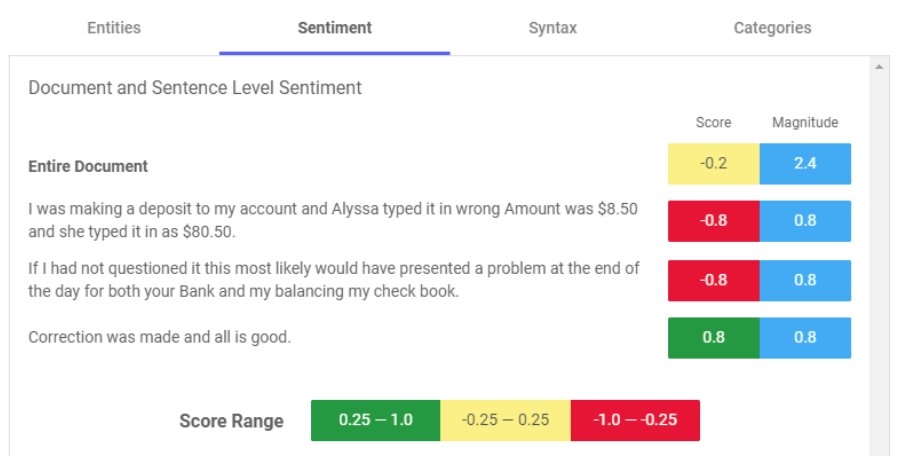 Entities Sentiment Syntax Categories
Document and Sentence Level Sentiment
Score Magnitude
Entire Document -0.2 2.4
I was making a deposit to my account and Alyssa typed it in wrong Amount was $8.50
and she typed it in as $80.50.
-0.8 0.8
If I had not questioned it this most likely would have presented a problem at the end of
the day for both your Bank and my balancing my check book.
-0.8 0.8
Correction was made and all is good. 0.8 0.8
Score Range 0.25 — 1.0 -0.25 — 0.25 -1.0 — -0.25